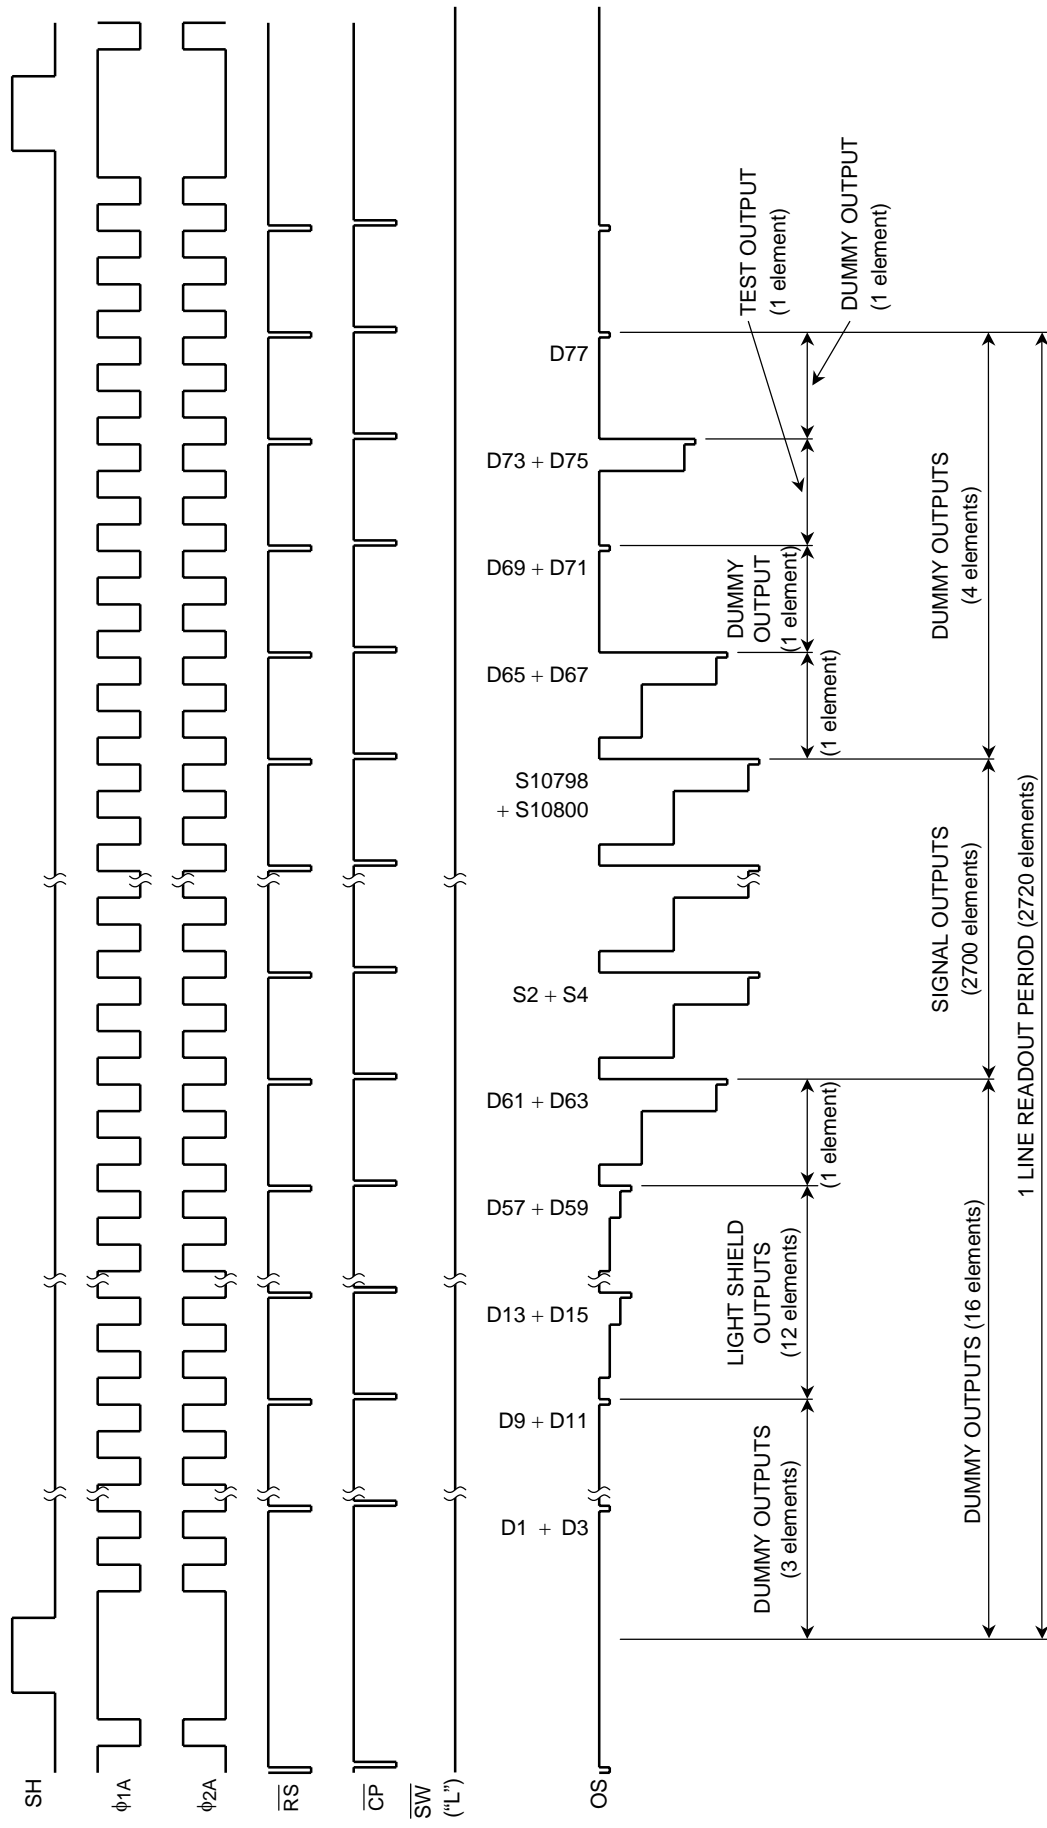 SH
φ1A
φ2A
RS
CP
SW
("L")
OS
D1 + D3
D9 + D11
D13 + D15
D57 + D59
D61 + D63
S2 + S4
S10798
+ S10800
D65 + D67
D69 + D71
D73 + D75
D77
DUMMY OUTPUTS
(3 elements)
LIGHT SHIELD
OUTPUTS
(12 elements)
(1 element)
(1 element)
DUMMY
OUTPUT
(1 element)
TEST OUTPUT
(1 element)
DUMMY OUTPUT
(1 element)
DUMMY OUTPUTS (16 elements)
SIGNAL OUTPUTS
(2700 elements)
DUMMY OUTPUTS
(4 elements)
1 LINE READOUT PERIOD (2720 elements)